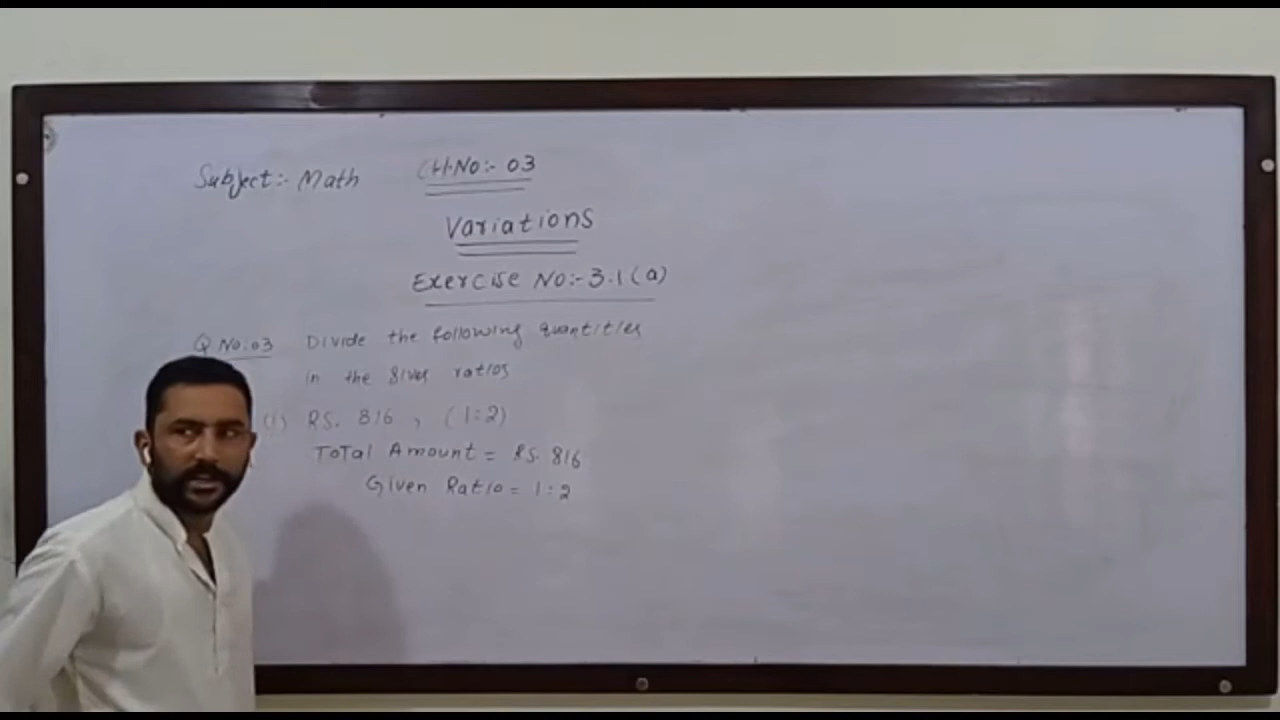 Subject:- Math CH.No:- 03
Variations
Exercise No:- 3.1(a)
Q No:03 Divide the following quantities
in the given ratios
(i) RS. 816 , (1:2)
Total Amount = RS. 816
Given Ratio = 1:2